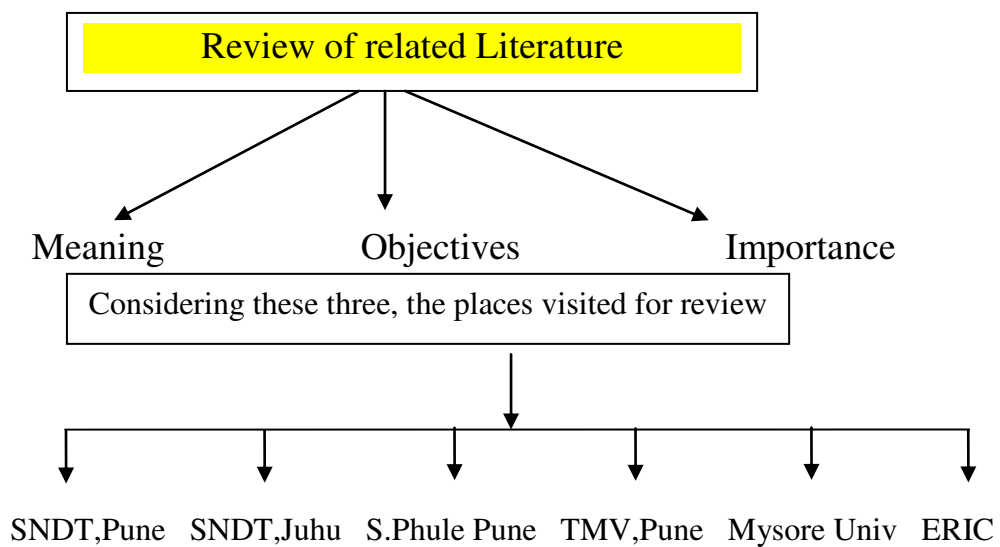 Review of related Literature
Meaning Objectives Importance
Considering these three, the places visited for review
SNDT,Pune SNDT,Juhu S.Phule Pune TMV,Pune Mysore Univ ERIC